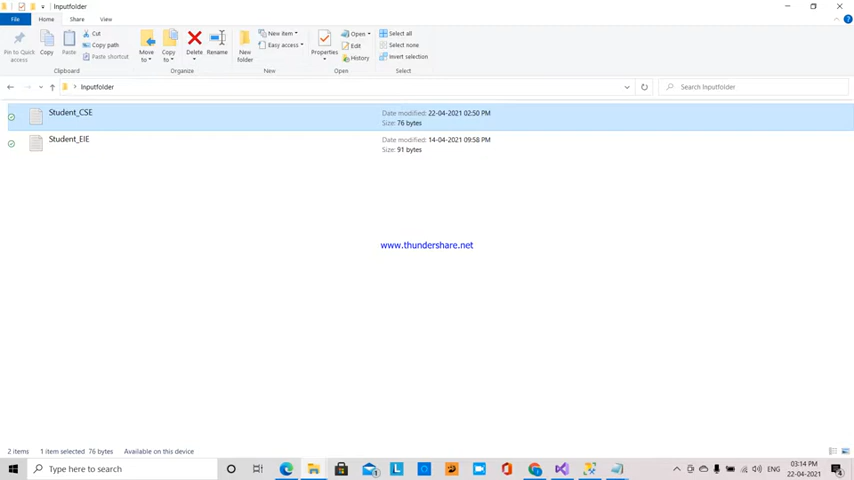 Inputfolder
File Home Share View
Pin to Quick access
Copy
Paste
Cut
Copy path
Paste shortcut
Clipboard
Move to
Copy to
Delete
Rename
Organize
New folder
New item
Easy access
New
Properties
Open
Edit
History
Open
Select all
Select none
Invert selection
Select
Inputfolder
Search Inputfolder
Student_CSE
Date modified: 22-04-2021 02:50 PM
Size: 76 bytes
Student_EIE
Date modified: 14-04-2021 09:58 PM
Size: 91 bytes
www.thundershare.net
2 items 1 item selected 76 bytes Available on this device
Type here to search
ENG
03:14 PM
22-04-2021
4